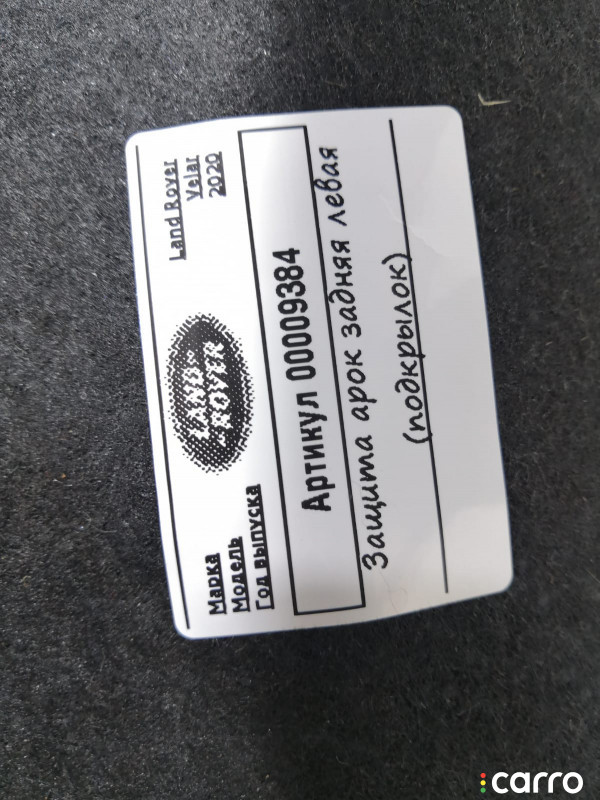 Марка Land Rover
Модель Velar
Год выпуска 2020
LAND
ROVER
Артикул 00009384
Защита арок задняя левая
(подкрылок)
carro